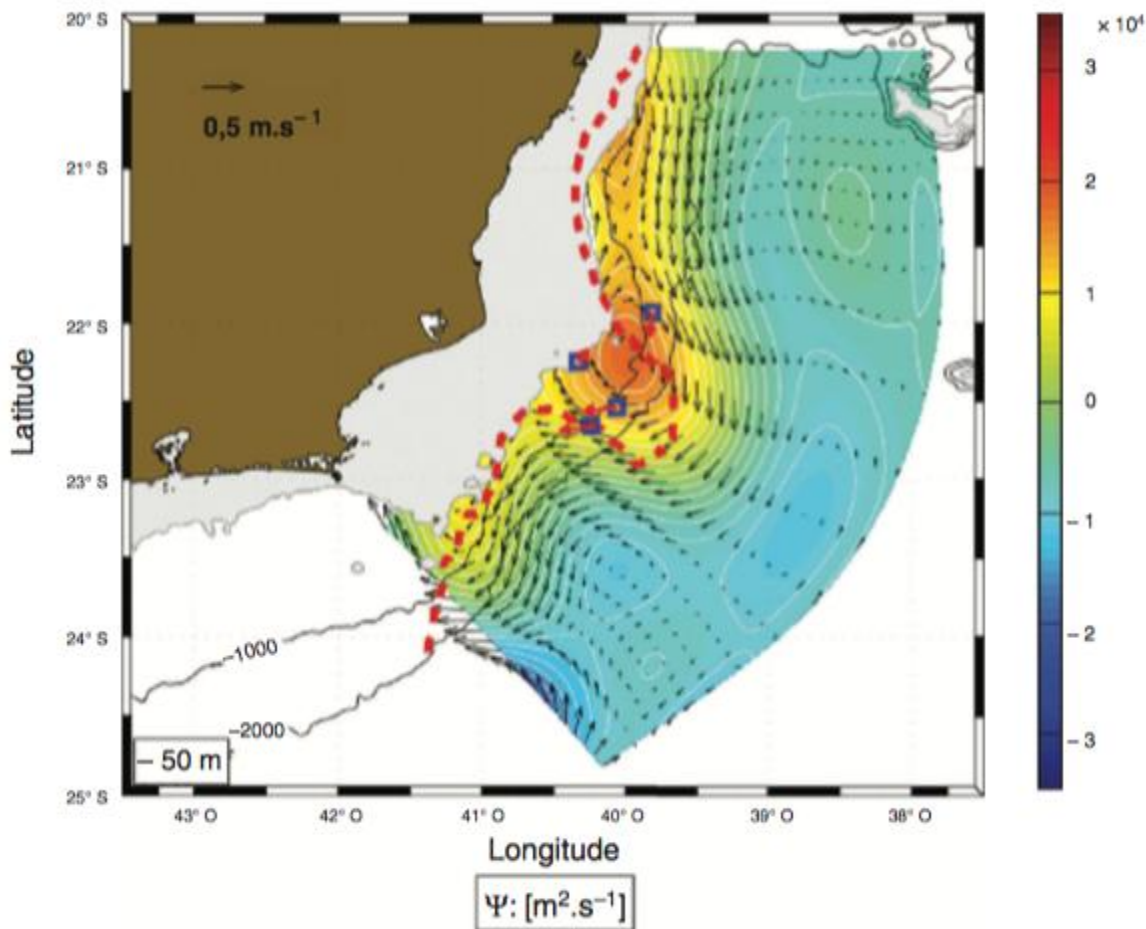 20° S
× 10⁴
3
0,5 m.s⁻¹
21° S
2
22° S
1
Latitude
0
23° S
–1
24° S
–1000
–2
–2000
–3
– 50 m
25° S
43° O 42° O 41° O 40° O 39° O 38° O
Longitude
Ψ: [m².s⁻¹]